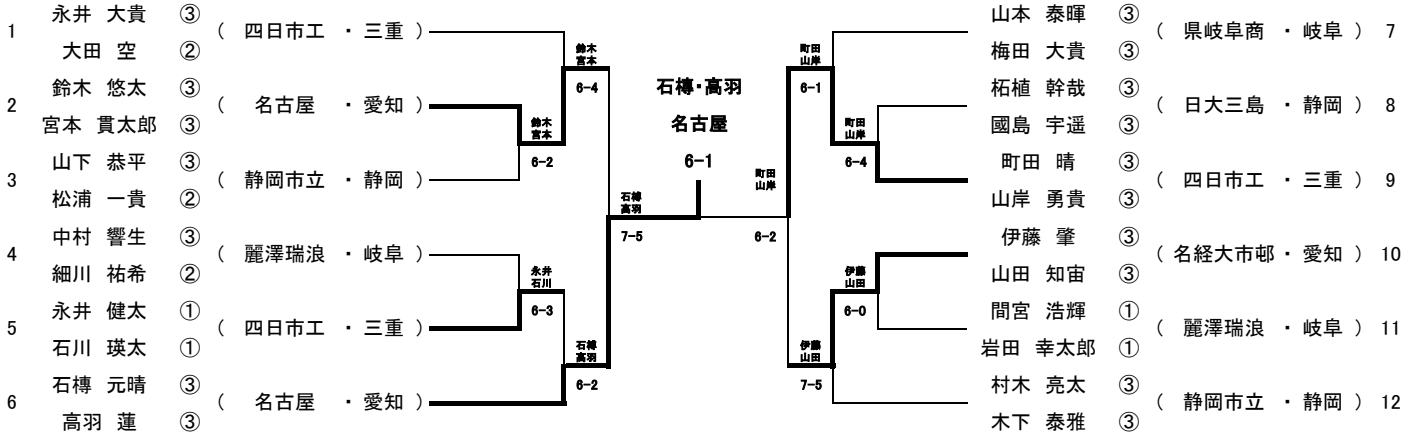 永井 大貴 ③
1 ( 四日市工 ・ 三重 )
大田 空 ②
鈴木 悠太 ③
2 ( 名古屋 ・ 愛知 )
宮本 貫太郎 ③
山下 恭平 ③
3 ( 静岡市立 ・ 静岡 )
松浦 一貴 ②
中村 響生 ③
4 ( 麗澤瑞浪 ・ 岐阜 )
細川 祐希 ②
永井 健太 ①
5 ( 四日市工 ・ 三重 )
石川 瑛太 ①
石榑 元晴 ③
6 ( 名古屋 ・ 愛知 )
高羽 蓮 ③
鈴木
宮本
6-4
鈴木
宮本
6-2
永井
石川
6-3
石榑
高羽
6-2
石榑
高羽
7-5
石榑・高羽
名古屋
6-1
町田
山岸
6-2
町田
山岸
6-1
町田
山岸
6-4
伊藤
山田
6-0
伊藤
山田
7-5
山本 泰暉 ③
( 県岐阜商 ・ 岐阜 ) 7
梅田 大貴 ③
柘植 幹哉 ③
( 日大三島 ・ 静岡 ) 8
國島 宇遥 ③
町田 晴 ③
( 四日市工 ・ 三重 ) 9
山岸 勇貴 ③
伊藤 肇 ③
( 名経大市邨 ・ 愛知 ) 10
山田 知宙 ③
間宮 浩輝 ①
( 麗澤瑞浪 ・ 岐阜 ) 11
岩田 幸太郎 ①
村木 亮太 ③
( 静岡市立 ・ 静岡 ) 12
木下 泰雅 ③